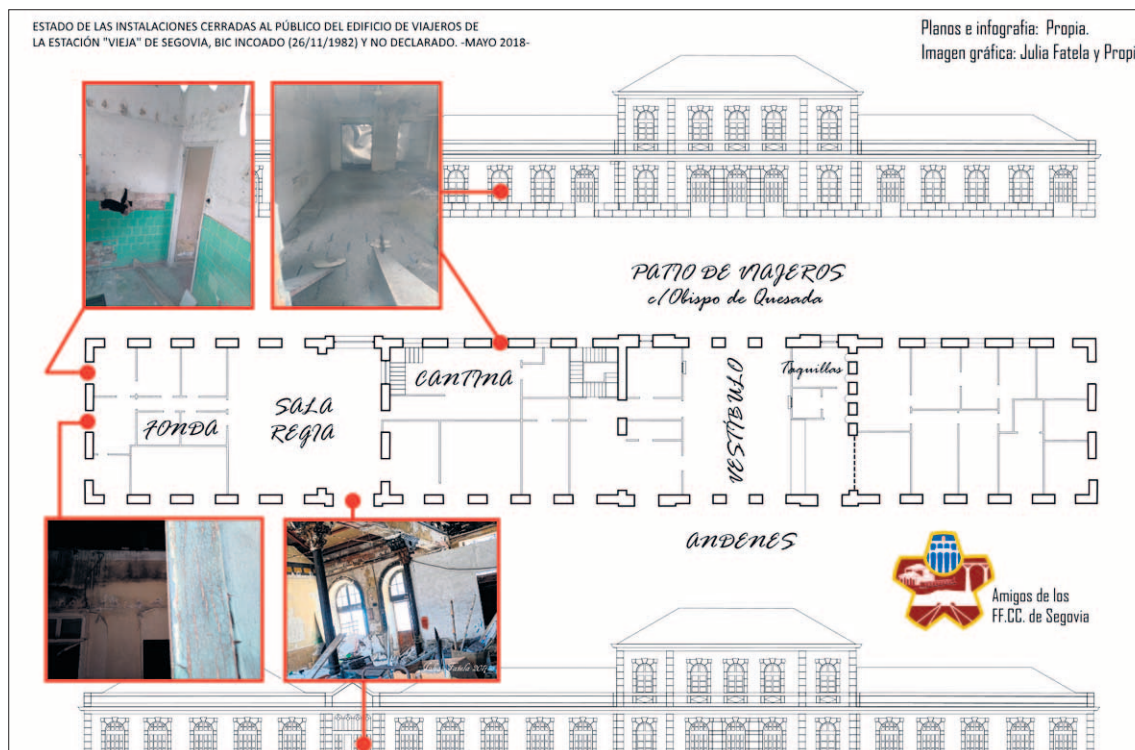 ESTADO DE LAS INSTALACIONES CERRADAS AL PÚBLICO DEL EDIFICIO DE VIAJEROS DE
LA ESTACIÓN "VIEJA" DE SEGOVIA, BIC INCOADO (26/11/1982) Y NO DECLARADO. -MAYO 2018-
Planos e infografia: Propia.
Imagen gráfica: Julia Fatela y Propi
PATIO DE VIAJEROS
c/Obispo de Quesada
CANTINA
Taquillas
VESTÍBULO
SALA
REGIA
FONDA
ANDENES
Amigos de los
FF.CC. de Segovia